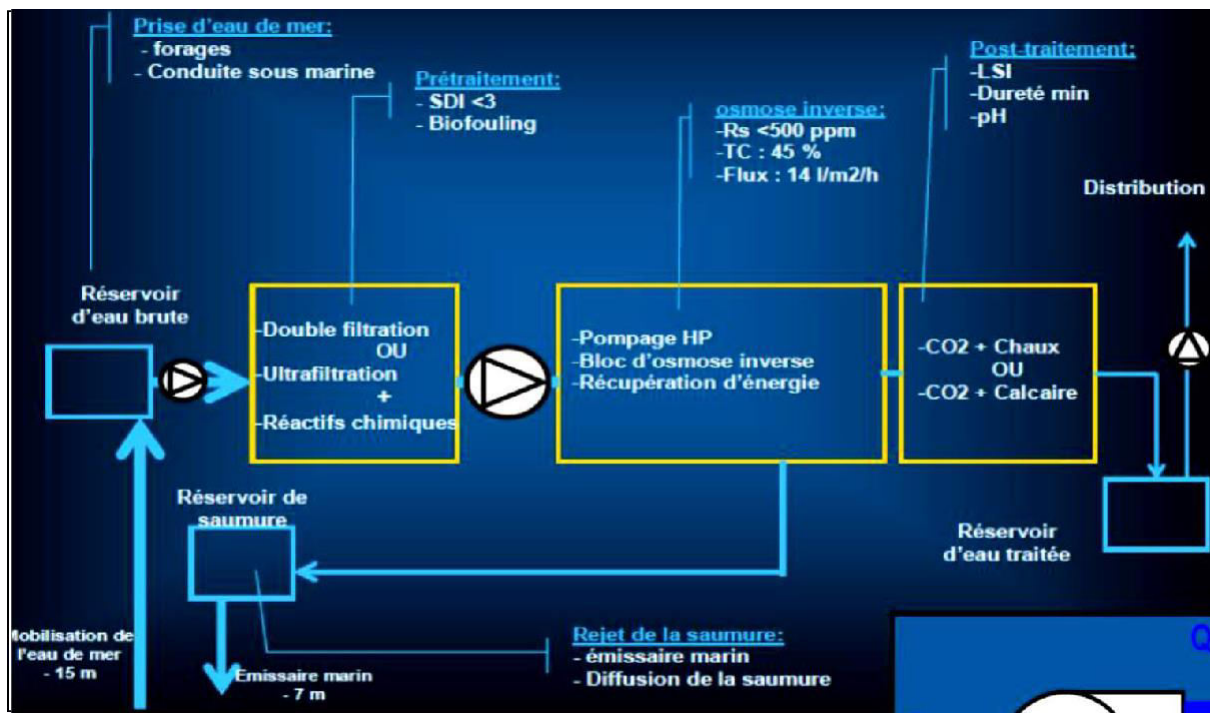 Prise d'eau de mer:
- forages
- Conduite sous marine
Prétraitement:
- SDI <3
- Biofouling
osmose inverse:
-Rs <500 ppm
-TC : 45 %
-Flux : 14 l/m2/h
Post-traitement:
-LSI
-Dureté min
-pH
Distribution
Réservoir
d'eau brute
-Double filtration
OU
-Ultrafiltration
+
-Réactifs chimiques
-Pompage HP
-Bloc d'osmose inverse
-Récupération d'énergie
-CO2 + Chaux
OU
-CO2 + Calcaire
Réservoir de
saumure
Réservoir
d'eau traitée
Mobilisation de
l'eau de mer
- 15 m
Emissaire marin
- 7 m
Rejet de la saumure:
- émissaire marin
- Diffusion de la saumure
Q